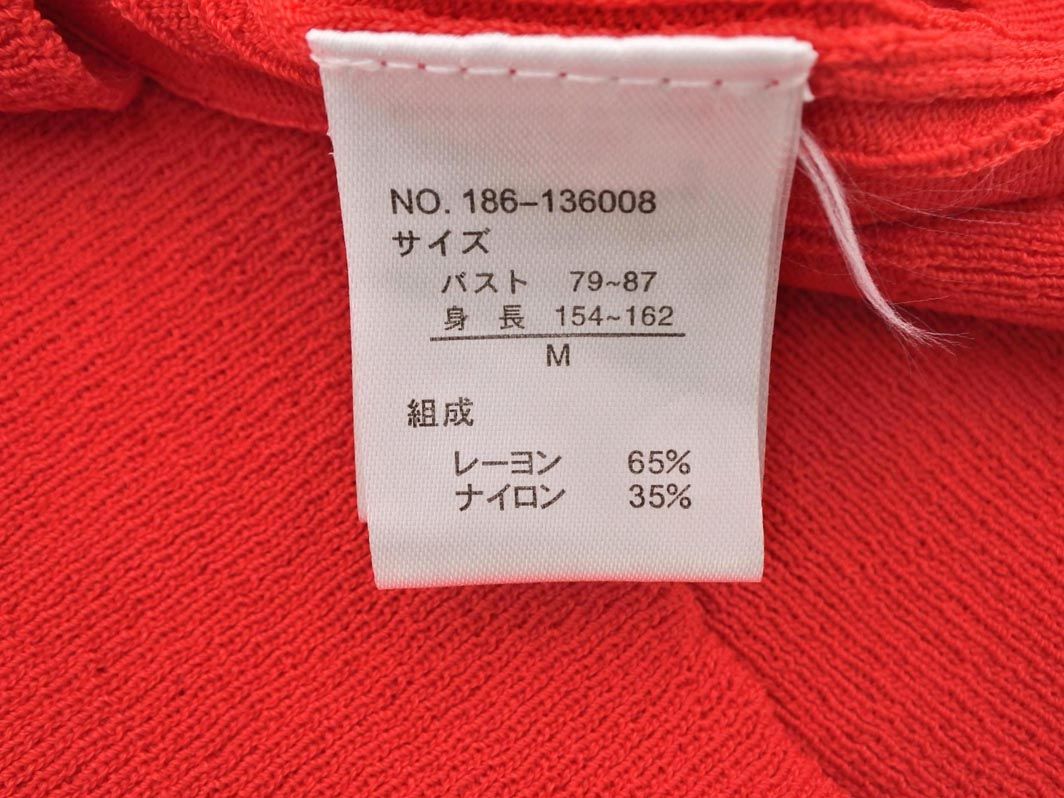 NO. 186-136008
サイズ
バスト 79~87
身長 154~162
M
組成
レーヨン 65%
ナイロン 35%